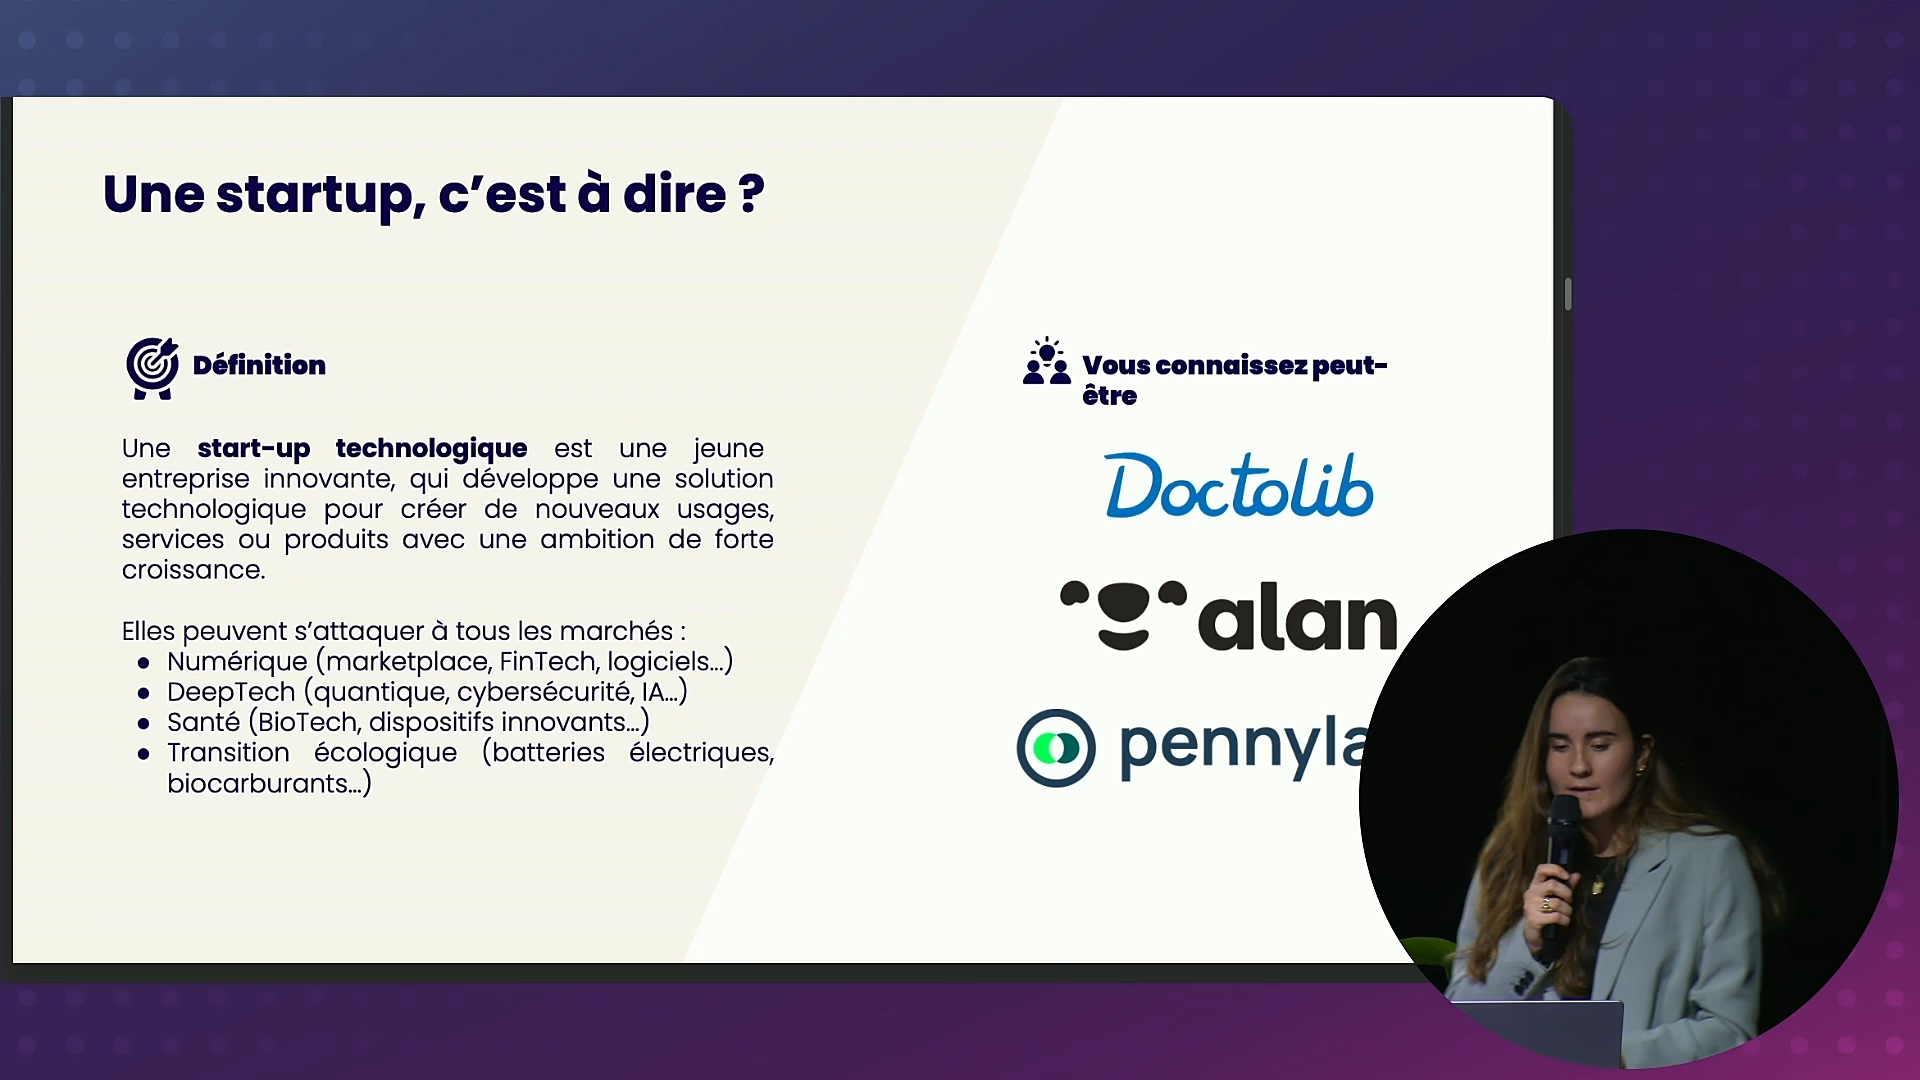 Une startup, c’est à dire ?
Définition
Une start-up technologique est une jeune
entreprise innovante, qui développe une solution
technologique pour créer de nouveaux usages,
services ou produits avec une ambition de forte
croissance.
Elles peuvent s’attaquer à tous les marchés :
● Numérique (marketplace, FinTech, logiciels…)
● DeepTech (quantique, cybersécurité, IA…)
● Santé (BioTech, dispositifs innovants…)
● Transition écologique (batteries électriques,
biocarburants…)
Vous connaissez peut-
être
Doctolib
alan
pennyla